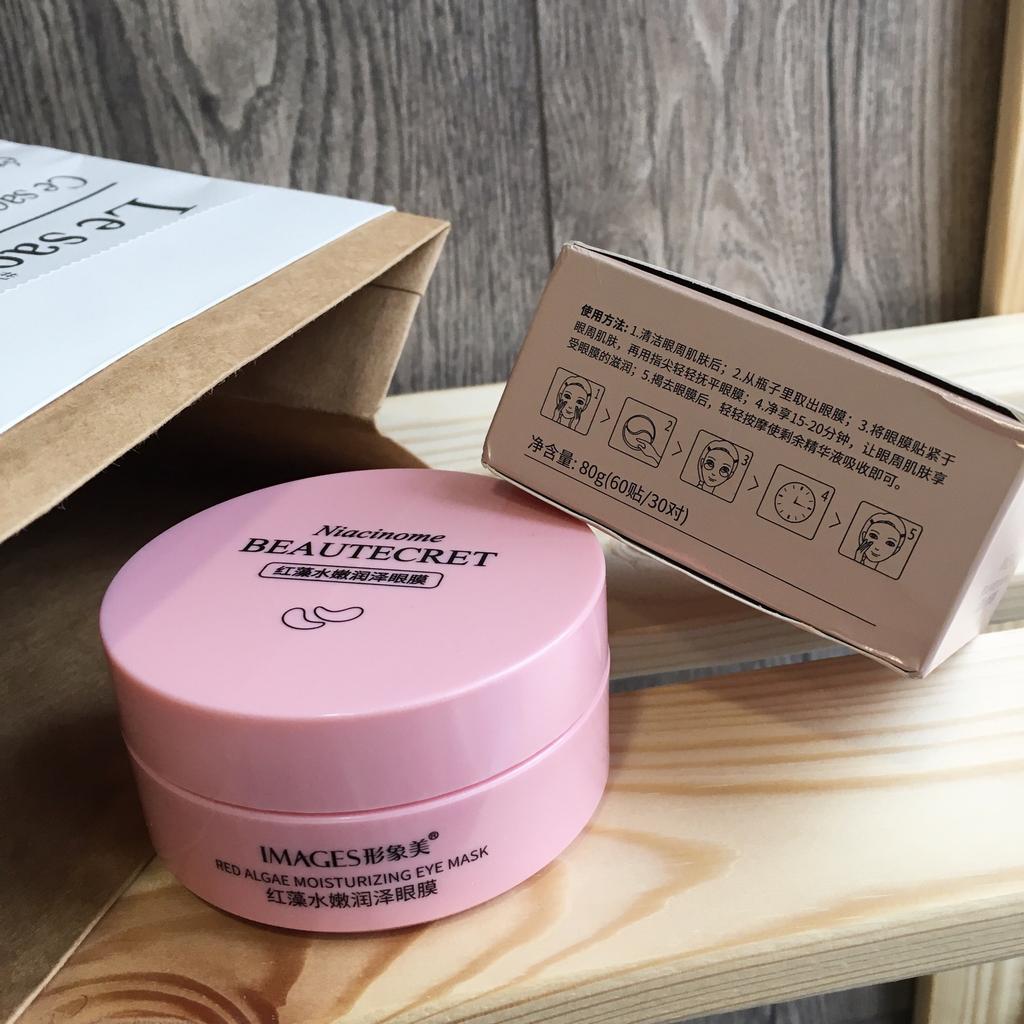 Le sac
Ce sac
Niacinome
BEAUTECRET
红藻水嫩润泽眼膜
IMAGES形象美®
RED ALGAE MOISTURIZING EYE MASK
红藻水嫩润泽眼膜
使用方法: 1.清洁眼周肌肤后；2.从瓶子里取出眼膜；3.将眼膜贴紧于
眼周肌肤，再用指尖轻轻抚平眼膜；4.净享15-20分钟，让眼周肌肤享
受眼膜的滋润；5.揭去眼膜后，轻轻按摩使剩余精华液吸收即可。
1
2
3
4
5
净含量: 80g(60贴/30对)